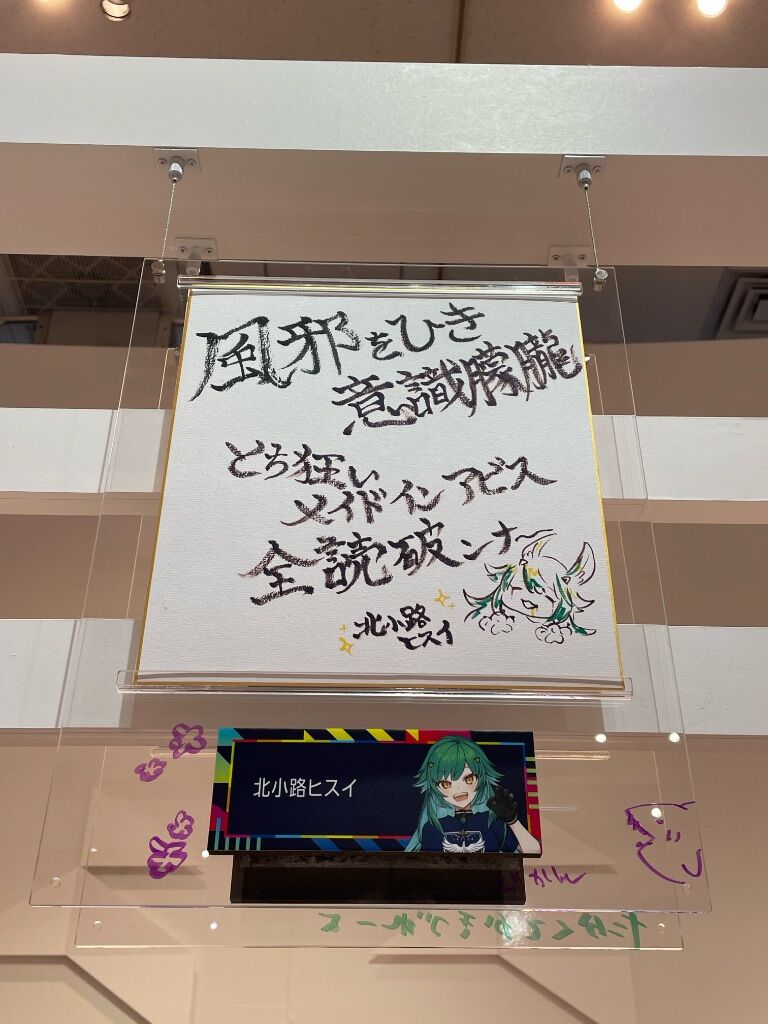 風邪をひき
意識朦朧
とち狂い
メイドインアビス
全読破ンナ〜
北小路
ヒスイ
北小路ヒスイ